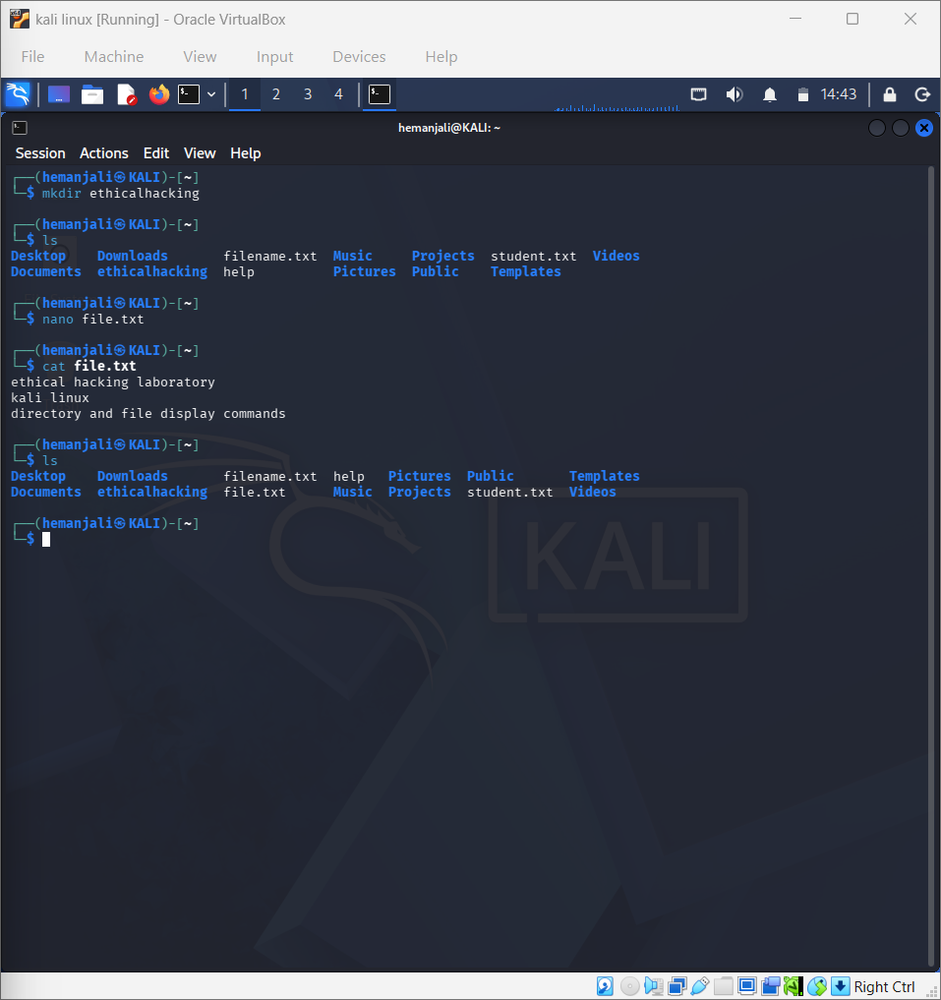 kali linux [Running] - Oracle VirtualBox
File Machine View Input Devices Help
1 2 3 4 14:43
hemanjali@KALI: ~
Session Actions Edit View Help
┌──(hemanjali㉿KALI)-[~]
└─$ mkdir ethicalhacking
┌──(hemanjali㉿KALI)-[~]
└─$ ls
Desktop Downloads filename.txt Music Projects student.txt Videos
Documents ethicalhacking help Pictures Public Templates
┌──(hemanjali㉿KALI)-[~]
└─$ nano file.txt
┌──(hemanjali㉿KALI)-[~]
└─$ cat file.txt
ethical hacking laboratory
kali linux
directory and file display commands
┌──(hemanjali㉿KALI)-[~]
└─$ ls
Desktop Downloads filename.txt help Pictures Public Templates
Documents ethicalhacking file.txt Music Projects student.txt Videos
┌──(hemanjali㉿KALI)-[~]
└─$
KALI
Right Ctrl